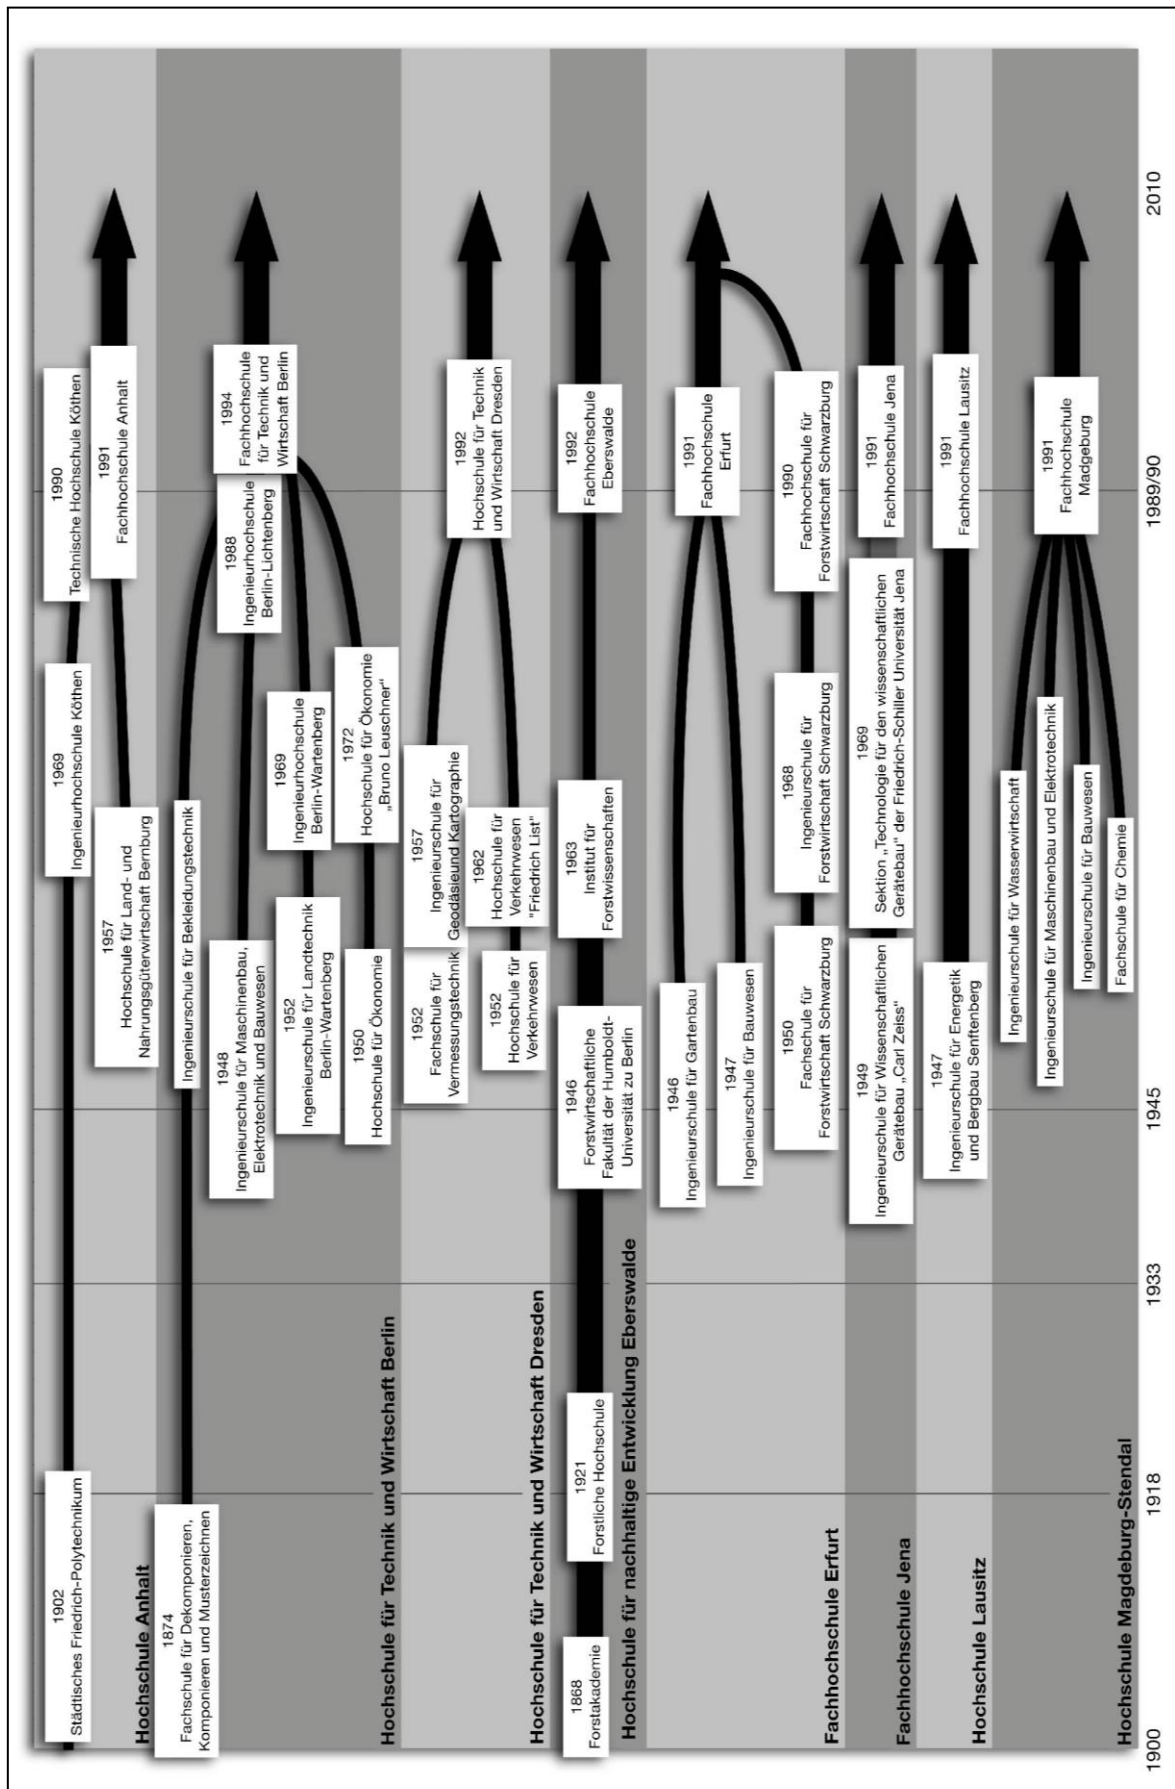 1902
Städtisches Friedrich-Polytechnikum
1969
Ingenieurhochschule Köthen
1990
Technische Hochschule Köthen
1957
Hochschule für Land- und
Nahrungsgüterwirtschaft Bernburg
1991
Fachhochschule Anhalt
Hochschule Anhalt
1874
Fachschule für Dekomponieren,
Komponieren und Musterzeichnen
Ingenieurschule für Bekleidungstechnik
1948
Ingenieurschule für Maschinenbau,
Elektrotechnik und Bauwesen
1988
Ingenieurhochschule
Berlin-Lichtenberg
1994
Fachhochschule
für Technik und
Wirtschaft Berlin
1952
Ingenieurschule für Landtechnik
Berlin-Wartenberg
1969
Ingenieurhochschule
Berlin-Wartenberg
1950
Hochschule für Ökonomie
1972
Hochschule für Ökonomie
„Bruno Leuschner“
Hochschule für Technik und Wirtschaft Berlin
1952
Fachschule für
Vermessungstechnik
1957
Ingenieurschule für
Geodäsieund Kartographie
1992
Hochschule für Technik
und Wirtschaft Dresden
1952
Hochschule für
Verkehrwesen
1962
Hochschule für
Verkehrwesen
"Friedrich List"
Hochschule für Technik und Wirtschaft Dresden
1868
Forstakademie
1921
Forstliche Hochschule
1946
Forstwirtschaftliche
Fakultät der Humboldt-
Universität zu Berlin
1963
Institut für
Forstwissenschaften
1992
Fachhochschule
Eberswalde
Hochschule für nachhaltige Entwicklung Eberswalde
1946
Ingenieurschule für Gartenbau
1947
Ingenieurschule für Bauwesen
1991
Fachhochschule
Erfurt
1950
Fachschule für
Forstwirtschaft Schwarzburg
1968
Ingenieurschule für
Forstwirtschaft Schwarzburg
1990
Fachhochschule für
Forstwirtschaft Schwarzburg
Fachhochschule Erfurt
1949
Ingenieurschule für Wissenschaftlichen
Gerätebau „Carl Zeiss“
1969
Sektion „Technologie für den wissenschaftlichen
Gerätebau“ der Friedrich-Schiller Universität Jena
1991
Fachhochschule Jena
Fachhochschule Jena
1947
Ingenieurschule für Energetik
und Bergbau Senftenberg
1991
Fachhochschule Lausitz
Hochschule Lausitz
Ingenieurschule für Wasserwirtschaft
Ingenieurschule für Maschinenbau und Elektrotechnik
Ingenieurschule für Bauwesen
Fachschule für Chemie
1991
Fachhochschule
Madgeburg
Hochschule Magdeburg-Stendal
1900
1918
1933
1945
1989/90
2010